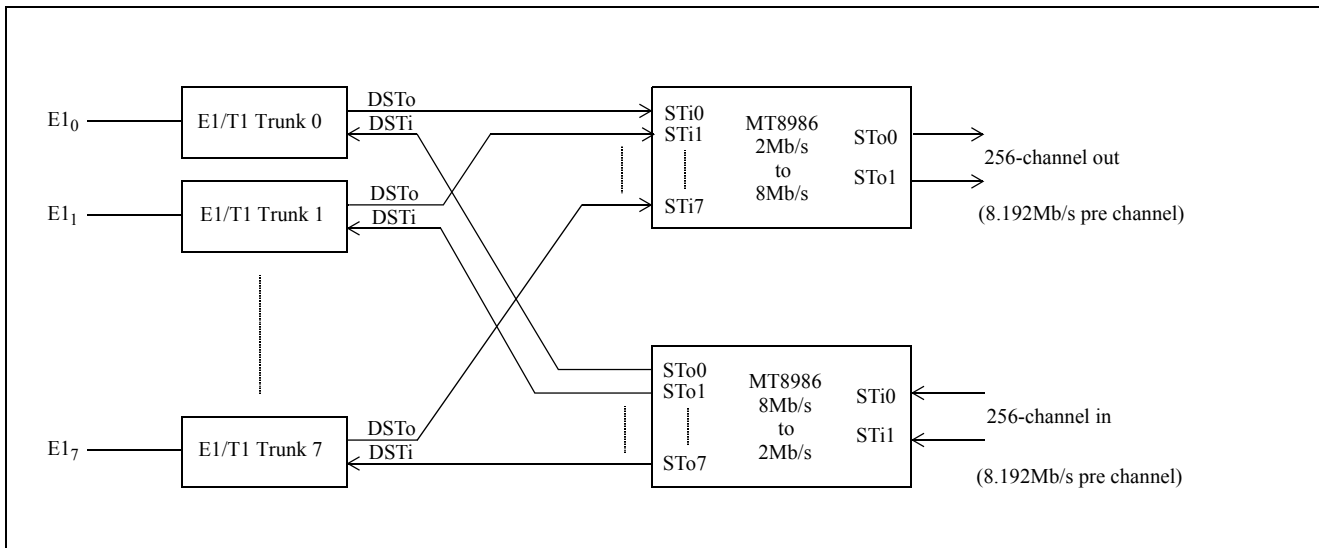 E1₀
E1/T1 Trunk 0
DSTo
DSTi
E1₁
E1/T1 Trunk 1
DSTo
DSTi
E1₇
E1/T1 Trunk 7
DSTo
DSTi
STi0
STi1
STi7
MT8986
2Mb/s
to
8Mb/s
STo0
STo1
256-channel out
(8.192Mb/s pre channel)
STo0
STo1
STo7
MT8986
8Mb/s
to
2Mb/s
STi0
STi1
256-channel in
(8.192Mb/s pre channel)